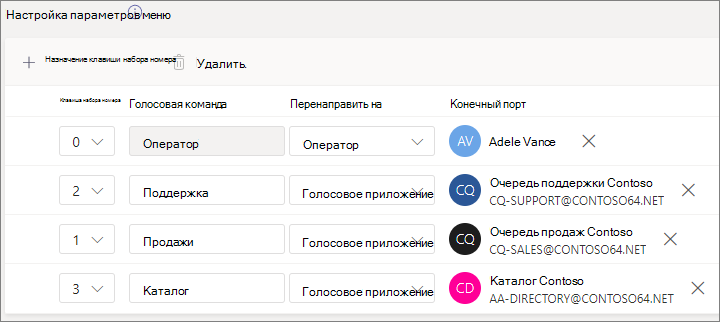 Настройка параметров меню
Назначение клавиши набора номера Удалить.
Клавиша набора номера Голосовая команда Перенаправить на Конечный порт
0 Оператор Оператор AV Adele Vance
2 Поддержка Голосовое приложение CQ Очередь поддержки Contoso
CQ-SUPPORT@CONTOSO64.NET
1 Продажи Голосовое приложение CQ Очередь продаж Contoso
CQ-SALES@CONTOSO64.NET
3 Каталог Голосовое приложение CD Каталог Contoso
AA-DIRECTORY@CONTOSO64.NET